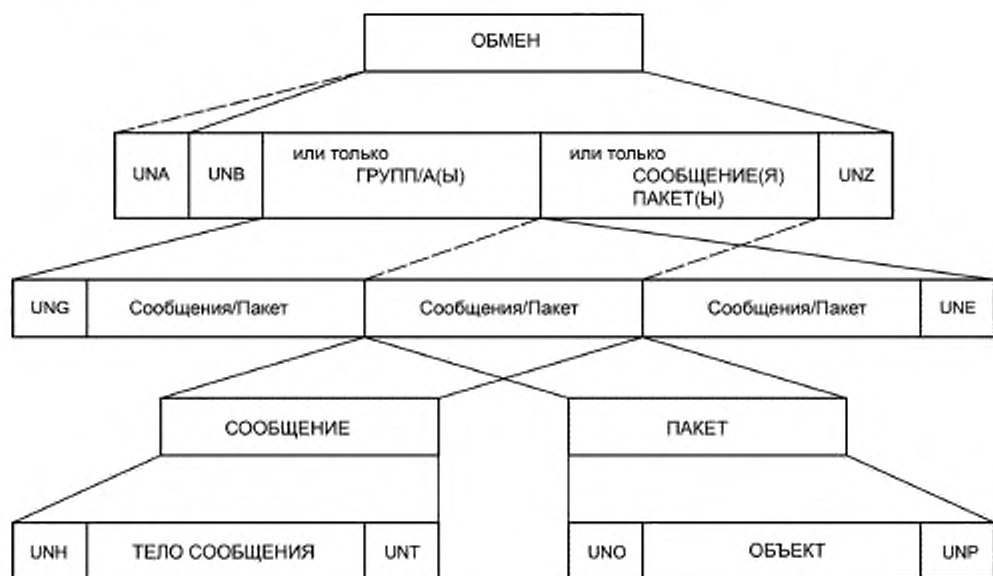 ОБМЕН
UNA
UNB
или только
ГРУПП/А(Ы)
или только
СООБЩЕНИЕ(Я)
ПАКЕТ(Ы)
UNZ
UNG
Сообщения/Пакет
Сообщения/Пакет
Сообщения/Пакет
UNE
СООБЩЕНИЕ
ПАКЕТ
UNH
ТЕЛО СООБЩЕНИЯ
UNT
UNO
ОБЪЕКТ
UNP